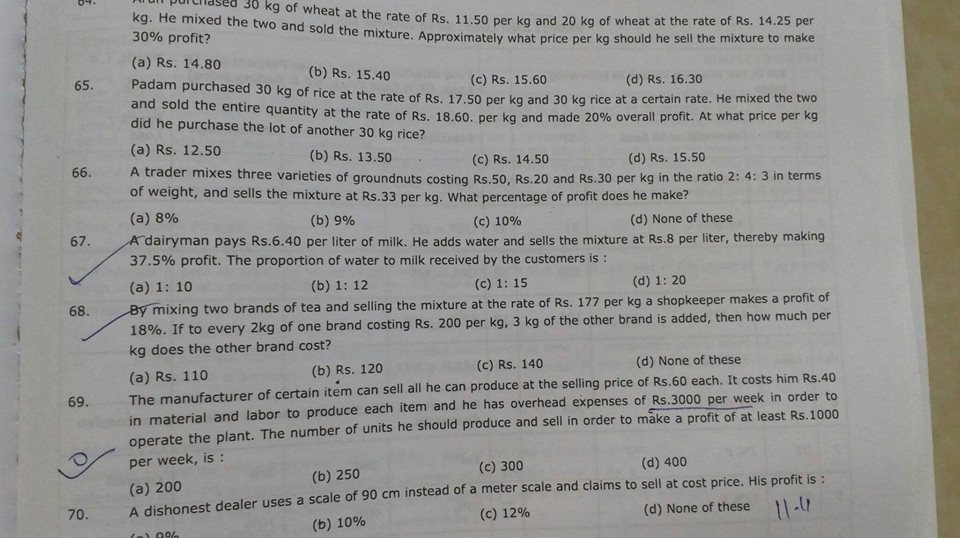 64. Arun purchased 30 kg of wheat at the rate of Rs. 11.50 per kg and 20 kg of wheat at the rate of Rs. 14.25 per
kg. He mixed the two and sold the mixture. Approximately what price per kg should he sell the mixture to make
30% profit?
(a) Rs. 14.80 (b) Rs. 15.40 (c) Rs. 15.60 (d) Rs. 16.30
65. Padam purchased 30 kg of rice at the rate of Rs. 17.50 per kg and 30 kg rice at a certain rate. He mixed the two
and sold the entire quantity at the rate of Rs. 18.60. per kg and made 20% overall profit. At what price per kg
did he purchase the lot of another 30 kg rice?
(a) Rs. 12.50 (b) Rs. 13.50 (c) Rs. 14.50 (d) Rs. 15.50
66. A trader mixes three varieties of groundnuts costing Rs.50, Rs.20 and Rs.30 per kg in the ratio 2: 4: 3 in terms
of weight, and sells the mixture at Rs.33 per kg. What percentage of profit does he make?
(a) 8% (b) 9% (c) 10% (d) None of these
67. A dairyman pays Rs.6.40 per liter of milk. He adds water and sells the mixture at Rs.8 per liter, thereby making
37.5% profit. The proportion of water to milk received by the customers is :
(a) 1: 10 (b) 1: 12 (c) 1: 15 (d) 1: 20
68. By mixing two brands of tea and selling the mixture at the rate of Rs. 177 per kg a shopkeeper makes a profit of
18%. If to every 2kg of one brand costing Rs. 200 per kg, 3 kg of the other brand is added, then how much per
kg does the other brand cost?
(a) Rs. 110 (b) Rs. 120 (c) Rs. 140 (d) None of these
69. The manufacturer of certain item can sell all he can produce at the selling price of Rs.60 each. It costs him Rs.40
in material and labor to produce each item and he has overhead expenses of Rs.3000 per week in order to
operate the plant. The number of units he should produce and sell in order to make a profit of at least Rs.1000
per week, is :
(a) 200 (b) 250 (c) 300 (d) 400
70. A dishonest dealer uses a scale of 90 cm instead of a meter scale and claims to sell at cost price. His profit is :
(a) 9% (b) 10% (c) 12% (d) None of these